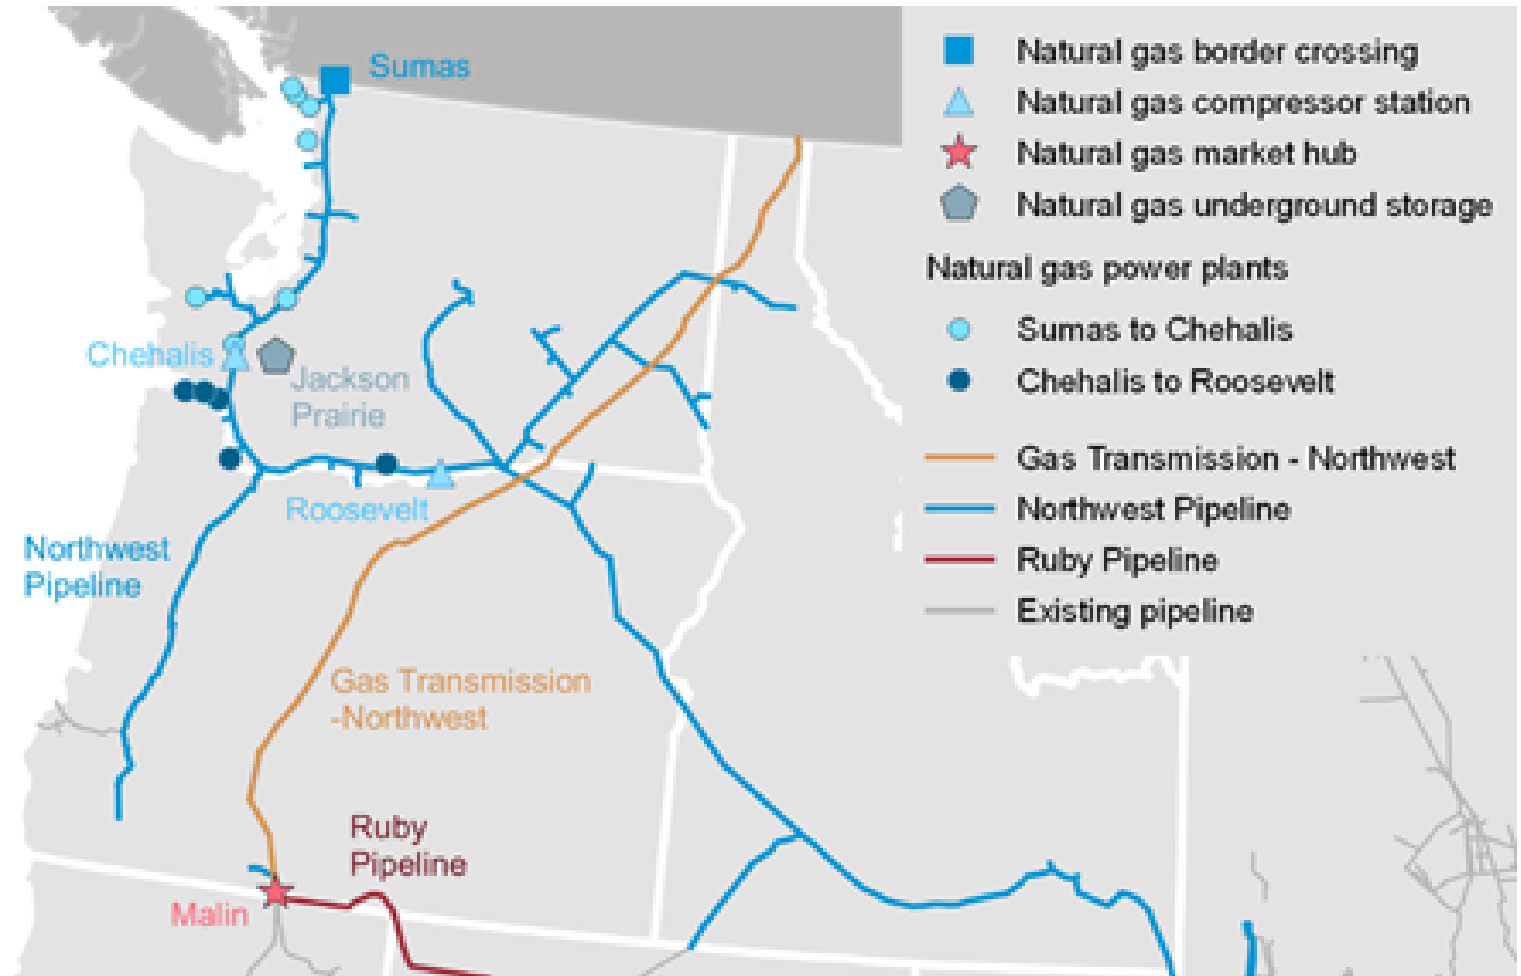 Sumas
Natural gas border crossing
Natural gas compressor station
Natural gas market hub
Natural gas underground storage
Natural gas power plants
Sumas to Chehalis
Chehalis to Roosevelt
Gas Transmission - Northwest
Northwest Pipeline
Ruby Pipeline
Existing pipeline
Chehalis
Jackson
Prairie
Roosevelt
Northwest
Pipeline
Gas Transmission
-Northwest
Ruby
Pipeline
Malin